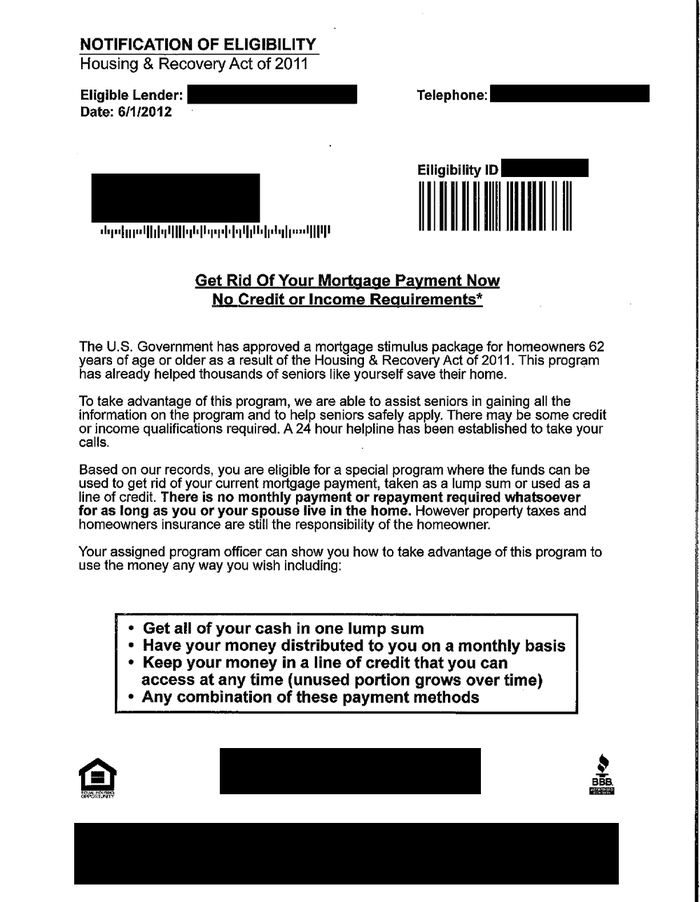 NOTIFICATION OF ELIGIBILITY
Housing & Recovery Act of 2011
Eligible Lender:
Telephone:
Date: 6/1/2012
Eiligibility ID
Get Rid Of Your Mortgage Payment Now
No Credit or Income Requirements*
The U.S. Government has approved a mortgage stimulus package for homeowners 62
years of age or older as a result of the Housing & Recovery Act of 2011. This program
has already helped thousands of seniors like yourself save their home.
To take advantage of this program, we are able to assist seniors in gaining all the
information on the program and to help seniors safely apply. There may be some credit
or income qualifications required. A 24 hour helpline has been established to take your
calls.
Based on our records, you are eligible for a special program where the funds can be
used to get rid of your current mortgage payment, taken as a lump sum or used as a
line of credit. There is no monthly payment or repayment required whatsoever
for as long as you or your spouse live in the home. However property taxes and
homeowners insurance are still the responsibility of the homeowner.
Your assigned program officer can show you how to take advantage of this program to
use the money any way you wish including:
• Get all of your cash in one lump sum
• Have your money distributed to you on a monthly basis
• Keep your money in a line of credit that you can
access at any time (unused portion grows over time)
• Any combination of these payment methods
EQUAL HOUSING
OPPORTUNITY
BBB